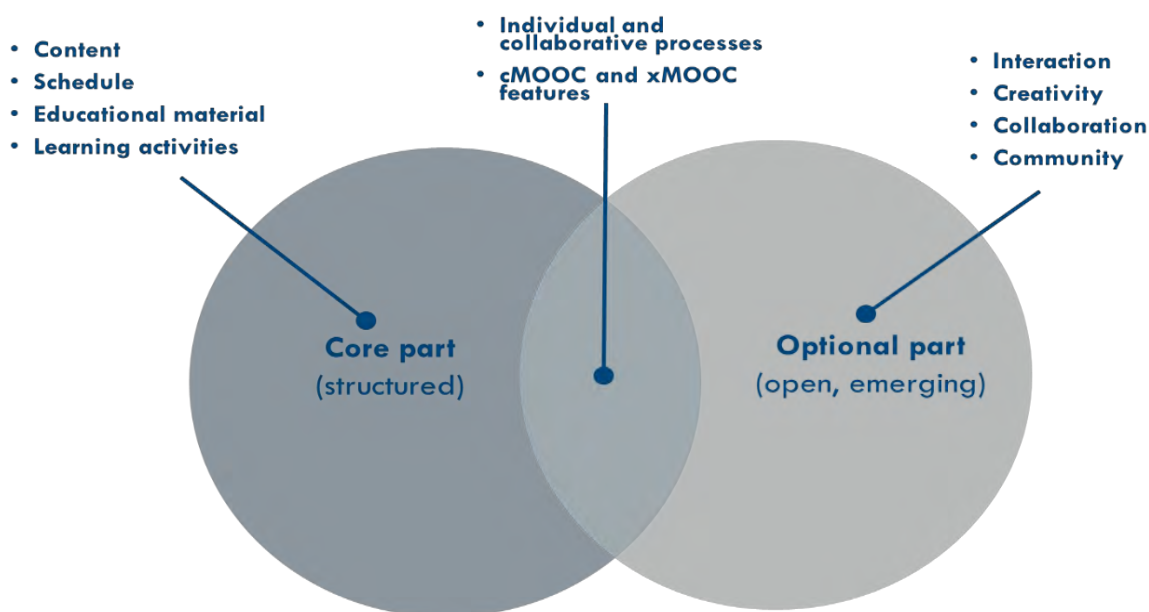 • Content
• Schedule
• Educational material
• Learning activities
• Individual and
collaborative processes
• cMOOC and xMOOC
features
• Interaction
• Creativity
• Collaboration
• Community
Core part
(structured)
Optional part
(open, emerging)